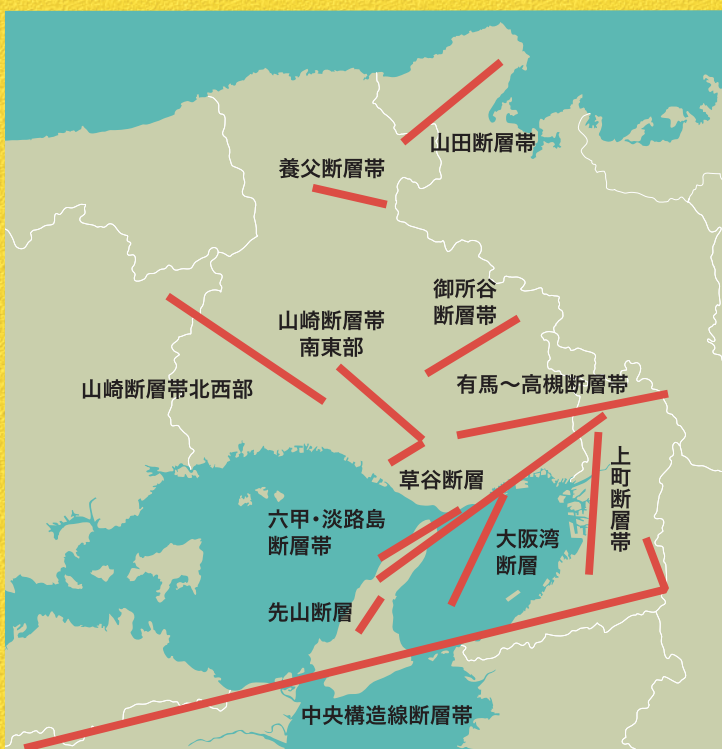 山田断層帯
養父断層帯
御所谷
断層帯
山崎断層帯
南東部
山崎断層帯北西部
有馬～高槻断層帯
上町断層帯
草谷断層
六甲・淡路島
断層帯
大阪湾
断層
先山断層
中央構造線断層帯